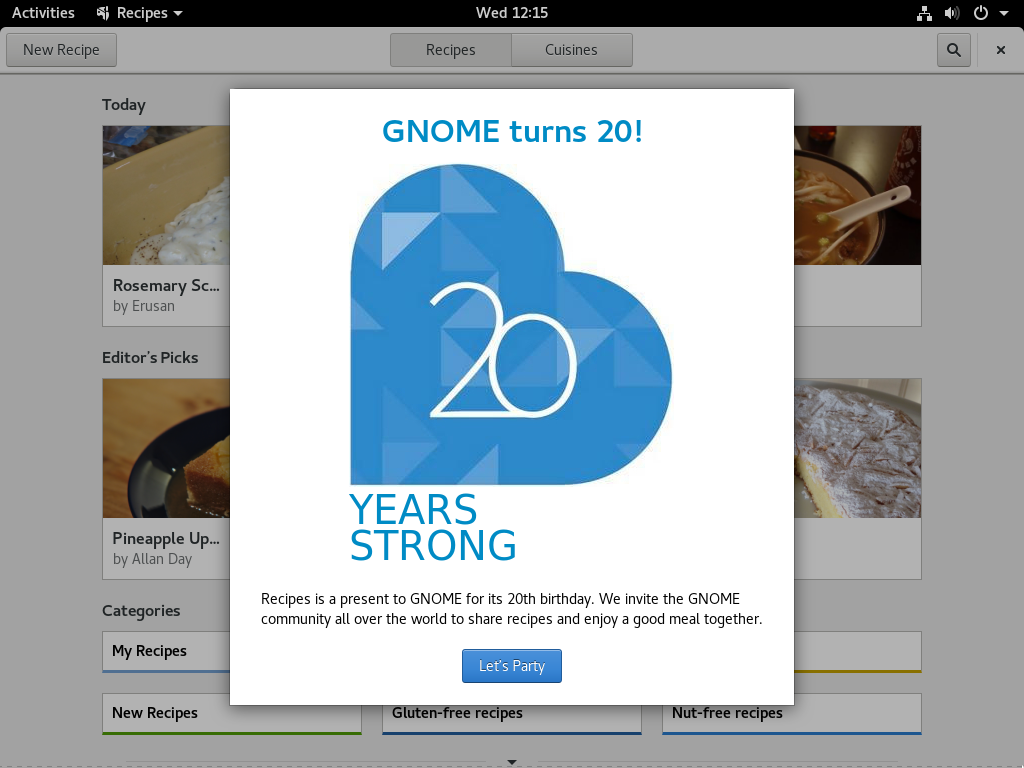 Activities
Recipes
Wed 12:15
New Recipe
Recipes
Cuisines
Today
GNOME turns 20!
20
YEARS
STRONG
Rosemary Sc…
by Erusan
Editor's Picks
Pineapple Up…
by Allan Day
Recipes is a present to GNOME for its 20th birthday. We invite the GNOME
community all over the world to share recipes and enjoy a good meal together.
Let's Party
Categories
My Recipes
New Recipes
Gluten-free recipes
Nut-free recipes